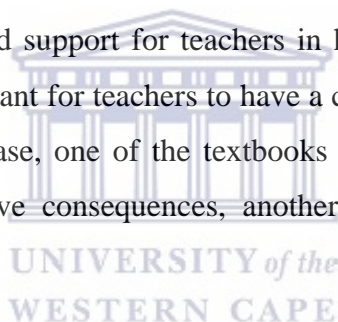 d support for teachers in
ant for teachers to have a c
ase, one of the textbooks
ve consequences, another
UNIVERSITY of the
WESTERN CAPE